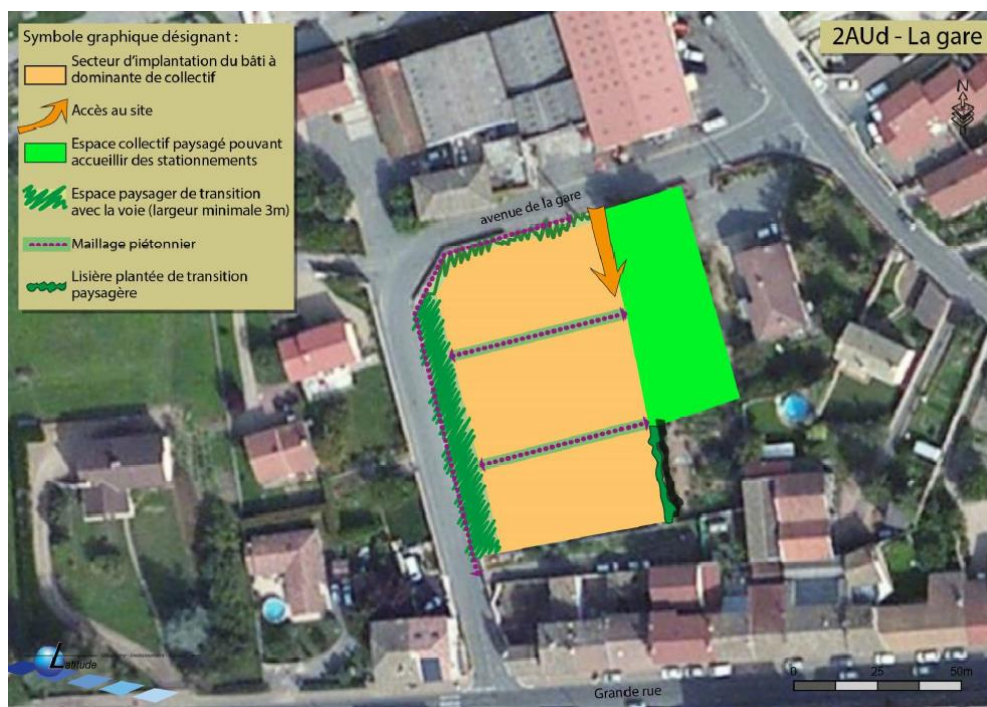 Symbole graphique désignant :
Secteur d'implantation du bâti à
dominante de collectif
Accès au site
Espace collectif paysagé pouvant
accueillir des stationnements
Espace paysager de transition
avec la voie (largeur minimale 3m)
Maillage piétonnier
Lisière plantée de transition
paysagère
2AUd - La gare
N
avenue de la gare
Latitude
Grande rue
0 25 50m